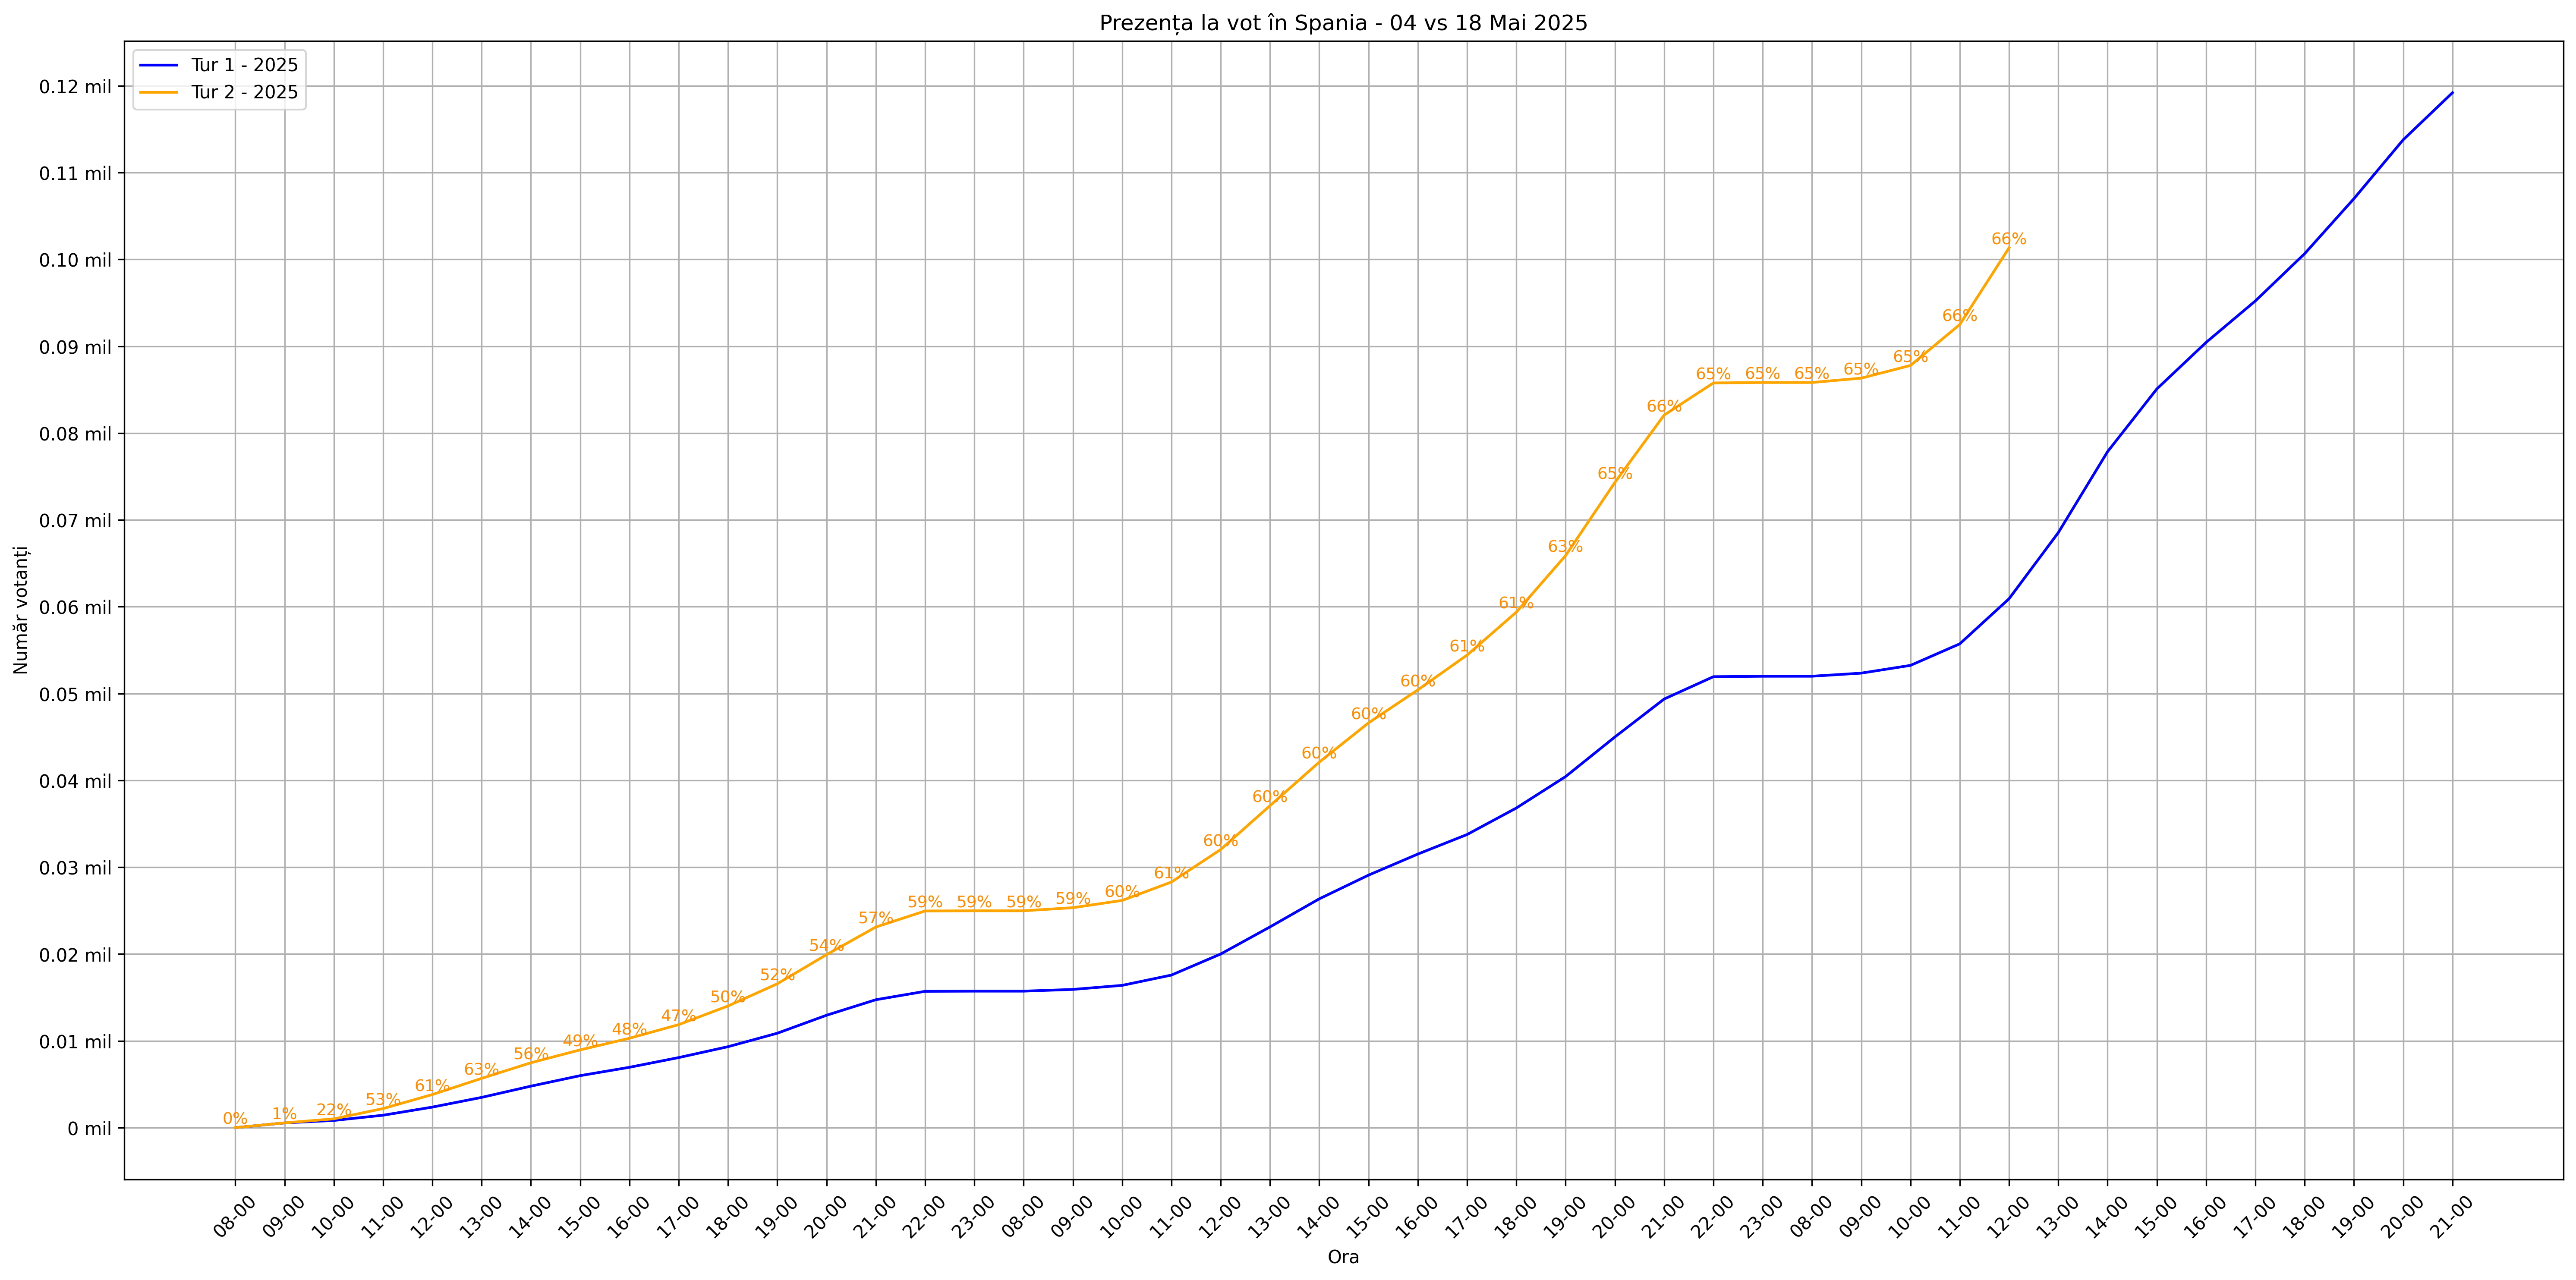 Prezența la vot în Spania - 04 vs 18 Mai 2025
Tur 1 - 2025
Tur 2 - 2025
0.12 mil
0.11 mil
0.10 mil
0.09 mil
0.08 mil
0.07 mil
0.06 mil
0.05 mil
0.04 mil
0.03 mil
0.02 mil
0.01 mil
0 mil
Număr votanți
0% 1% 22% 53% 61% 63% 56% 49% 48% 47% 50% 52% 54% 57% 59% 59% 59% 59% 60% 61% 60% 60% 60% 60% 60% 61% 61% 63% 65% 66% 65% 65% 65% 65% 65% 66% 66%
08-00 09-00 10-00 11-00 12-00 13-00 14-00 15-00 16-00 17-00 18-00 19-00 20-00 21-00 22-00 23-00 08-00 09-00 10-00 11-00 12-00 13-00 14-00 15-00 16-00 17-00 18-00 19-00 20-00 21-00 22-00 23-00 08-00 09-00 10-00 11-00 12-00 13-00 14-00 15-00 16-00 17-00 18-00 19-00 20-00 21-00
Ora